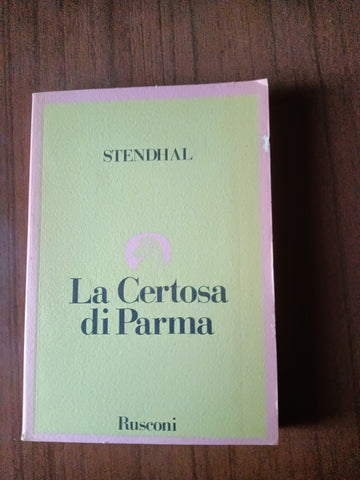 STENDHAL
La Certosa
di Parma
Rusconi